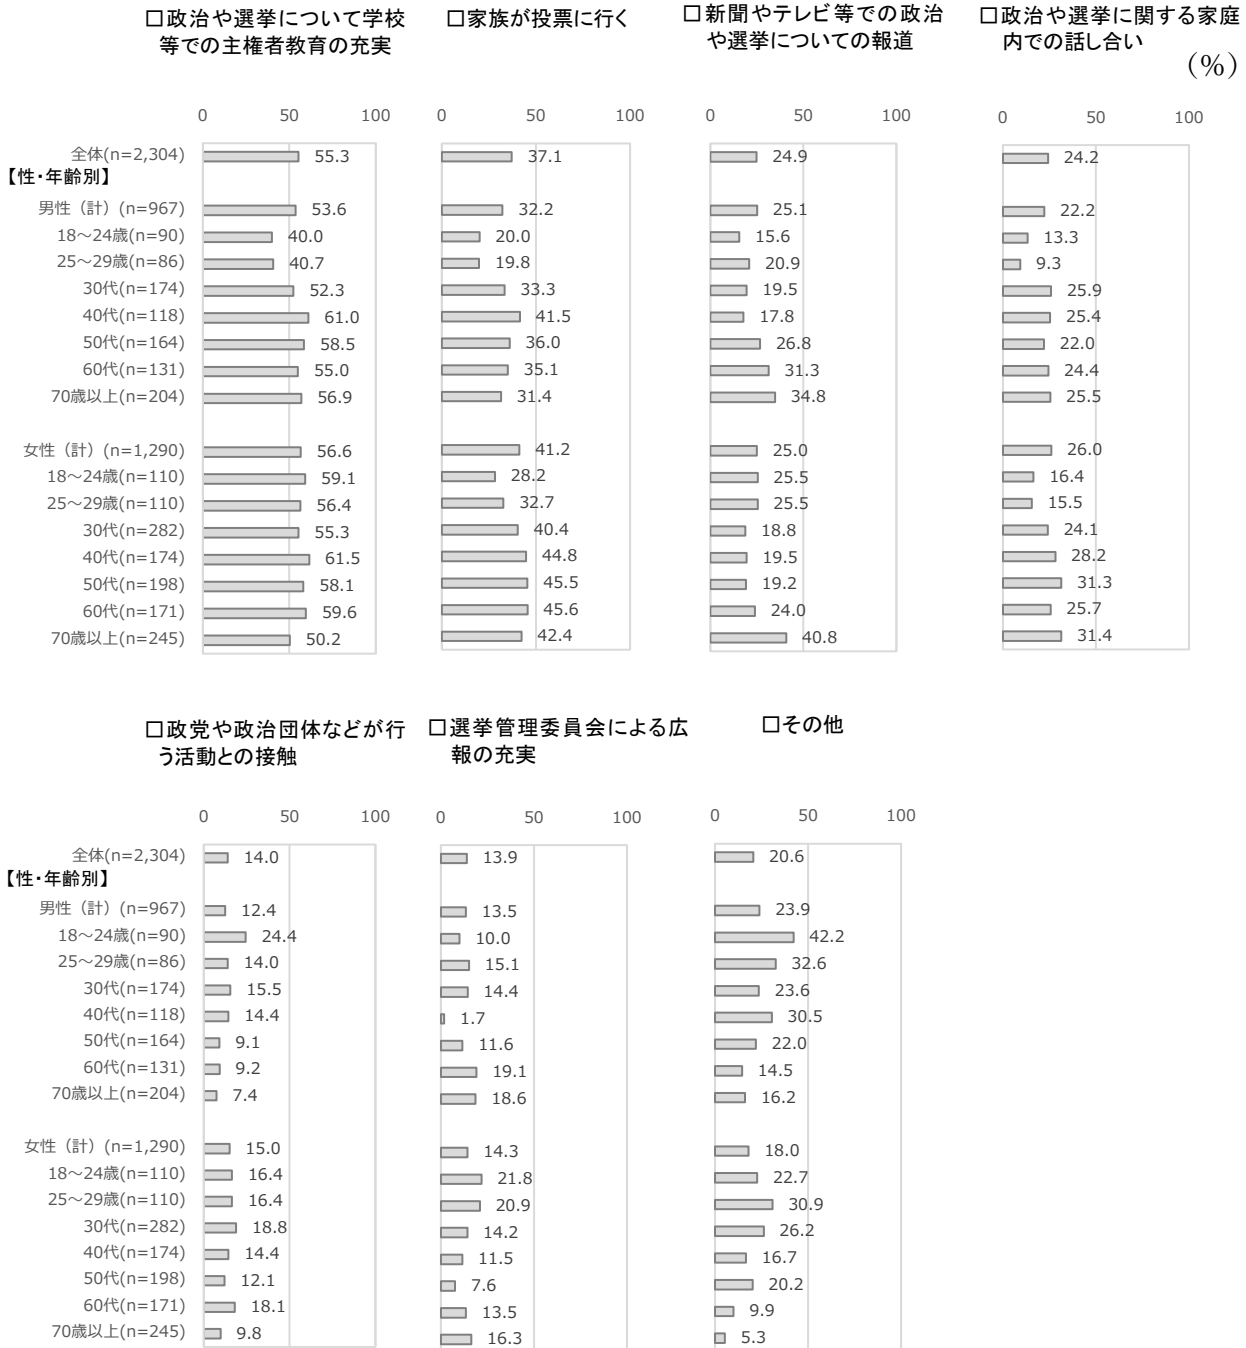 □政治や選挙について学校
等での主権者教育の充実
□家族が投票に行く
□新聞やテレビ等での政治
や選挙についての報道
□政治や選挙に関する家庭
内での話し合い
(%)
0 50 100 0 50 100 0 50 100 0 50 100
全体(n=2,304) 55.3 37.1 24.9 24.2
【性・年齢別】
男性（計）(n=967) 53.6 32.2 25.1 22.2
18～24歳(n=90) 40.0 20.0 15.6 13.3
25～29歳(n=86) 40.7 19.8 20.9 9.3
30代(n=174) 52.3 33.3 19.5 25.9
40代(n=118) 61.0 41.5 17.8 25.4
50代(n=164) 58.5 36.0 26.8 22.0
60代(n=131) 55.0 35.1 31.3 24.4
70歳以上(n=204) 56.9 31.4 34.8 25.5
女性（計）(n=1,290) 56.6 41.2 25.0 26.0
18～24歳(n=110) 59.1 28.2 25.5 16.4
25～29歳(n=110) 56.4 32.7 25.5 15.5
30代(n=282) 55.3 40.4 18.8 24.1
40代(n=174) 61.5 44.8 19.5 28.2
50代(n=198) 58.1 45.5 19.2 31.3
60代(n=171) 59.6 45.6 24.0 25.7
70歳以上(n=245) 50.2 42.4 40.8 31.4
□政党や政治団体などが行
う活動との接触
□選挙管理委員会による広
報の充実
□その他
0 50 100 0 50 100 0 50 100
全体(n=2,304) 14.0 13.9 20.6
【性・年齢別】
男性（計）(n=967) 12.4 13.5 23.9
18～24歳(n=90) 24.4 10.0 42.2
25～29歳(n=86) 14.0 15.1 32.6
30代(n=174) 15.5 14.4 23.6
40代(n=118) 14.4 1.7 30.5
50代(n=164) 9.1 11.6 22.0
60代(n=131) 9.2 19.1 14.5
70歳以上(n=204) 7.4 18.6 16.2
女性（計）(n=1,290) 15.0 14.3 18.0
18～24歳(n=110) 16.4 21.8 22.7
25～29歳(n=110) 16.4 20.9 30.9
30代(n=282) 18.8 14.2 26.2
40代(n=174) 14.4 11.5 16.7
50代(n=198) 12.1 7.6 20.2
60代(n=171) 18.1 13.5 9.9
70歳以上(n=245) 9.8 16.3 5.3